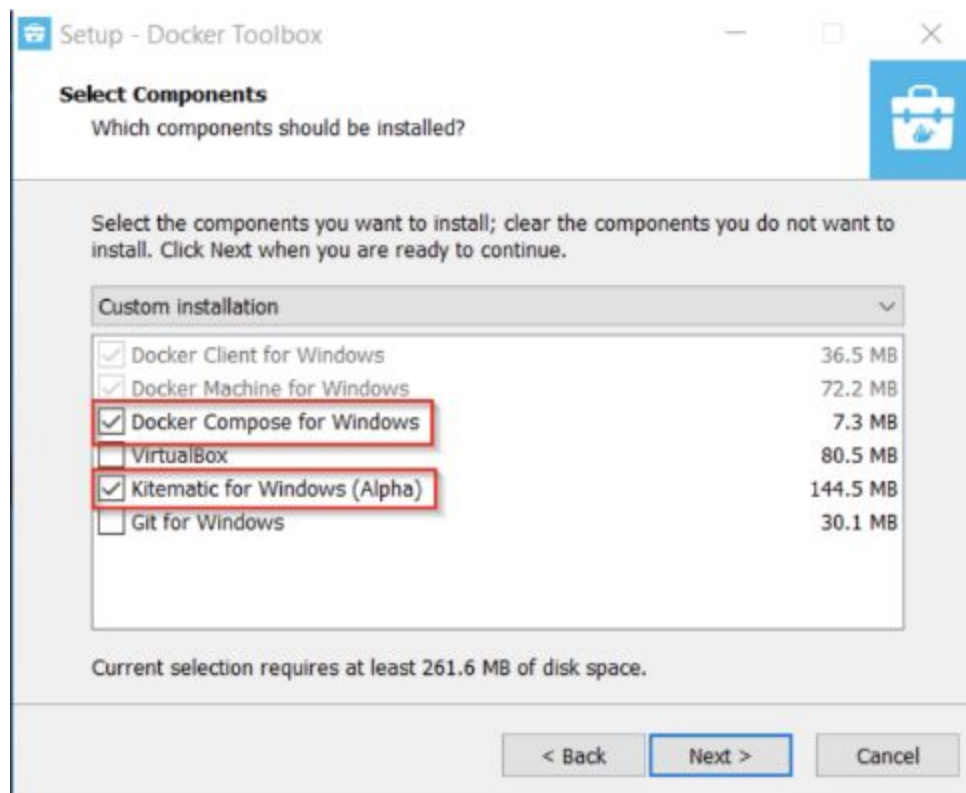 Setup - Docker Toolbox
Select Components
Which components should be installed?
Select the components you want to install; clear the components you do not want to
install. Click Next when you are ready to continue.
Custom installation
Docker Client for Windows 36.5 MB
Docker Machine for Windows 72.2 MB
Docker Compose for Windows 7.3 MB
VirtualBox 80.5 MB
Kitematic for Windows (Alpha) 144.5 MB
Git for Windows 30.1 MB
Current selection requires at least 261.6 MB of disk space.
< Back Next > Cancel